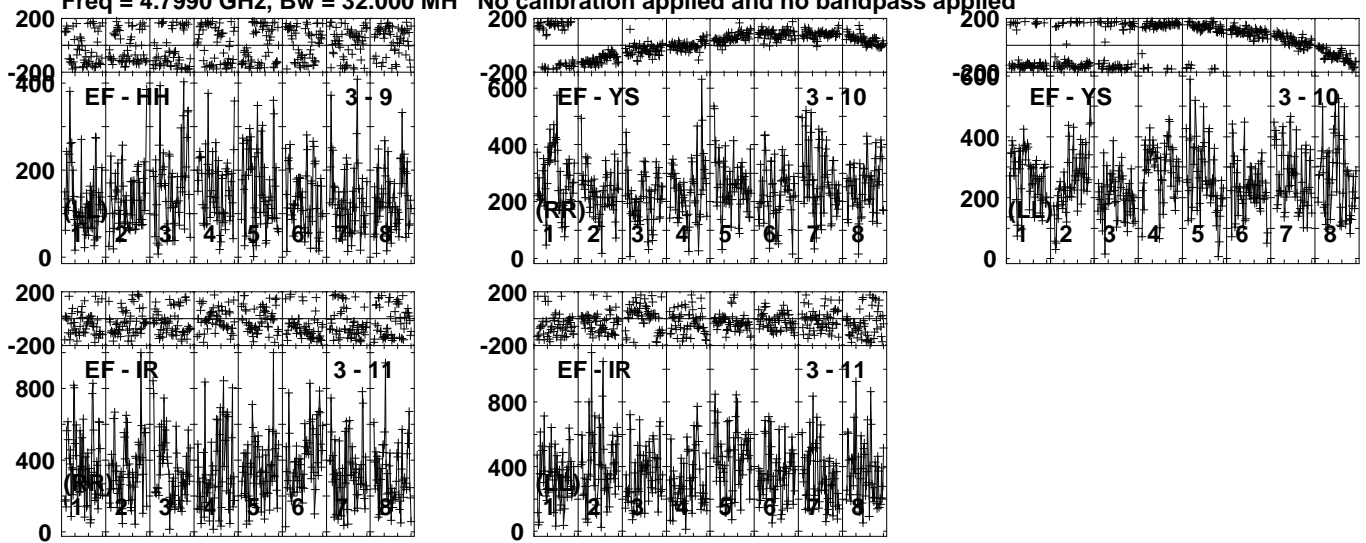 Freq = 4.7990 GHz, Bw = 32.000 MH No calibration applied and no bandpass applied
200
-200
400
200
0
EF - HH 3 - 9
(LL)
1 2 3 4 5 6 7 8
200
-200
600
400
200
0
EF - YS 3 - 10
(RR)
1 2 3 4 5 6 7 8
200
-200
600
400
200
0
EF - YS 3 - 10
(LL)
1 2 3 4 5 6 7 8
200
-200
800
400
0
EF - IR 3 - 11
(RR)
1 2 3 4 5 6 7 8
200
-200
800
400
0
EF - IR 3 - 11
(LL)
1 2 3 4 5 6 7 8